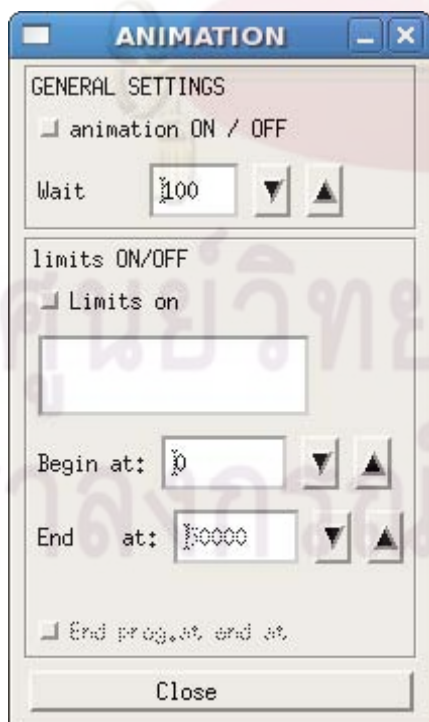 ANIMATION
GENERAL SETTINGS
animation ON / OFF
Wait 100
limits ON/OFF
Limits on
Begin at: 0
End at: 50000
End prog.at end at
Close